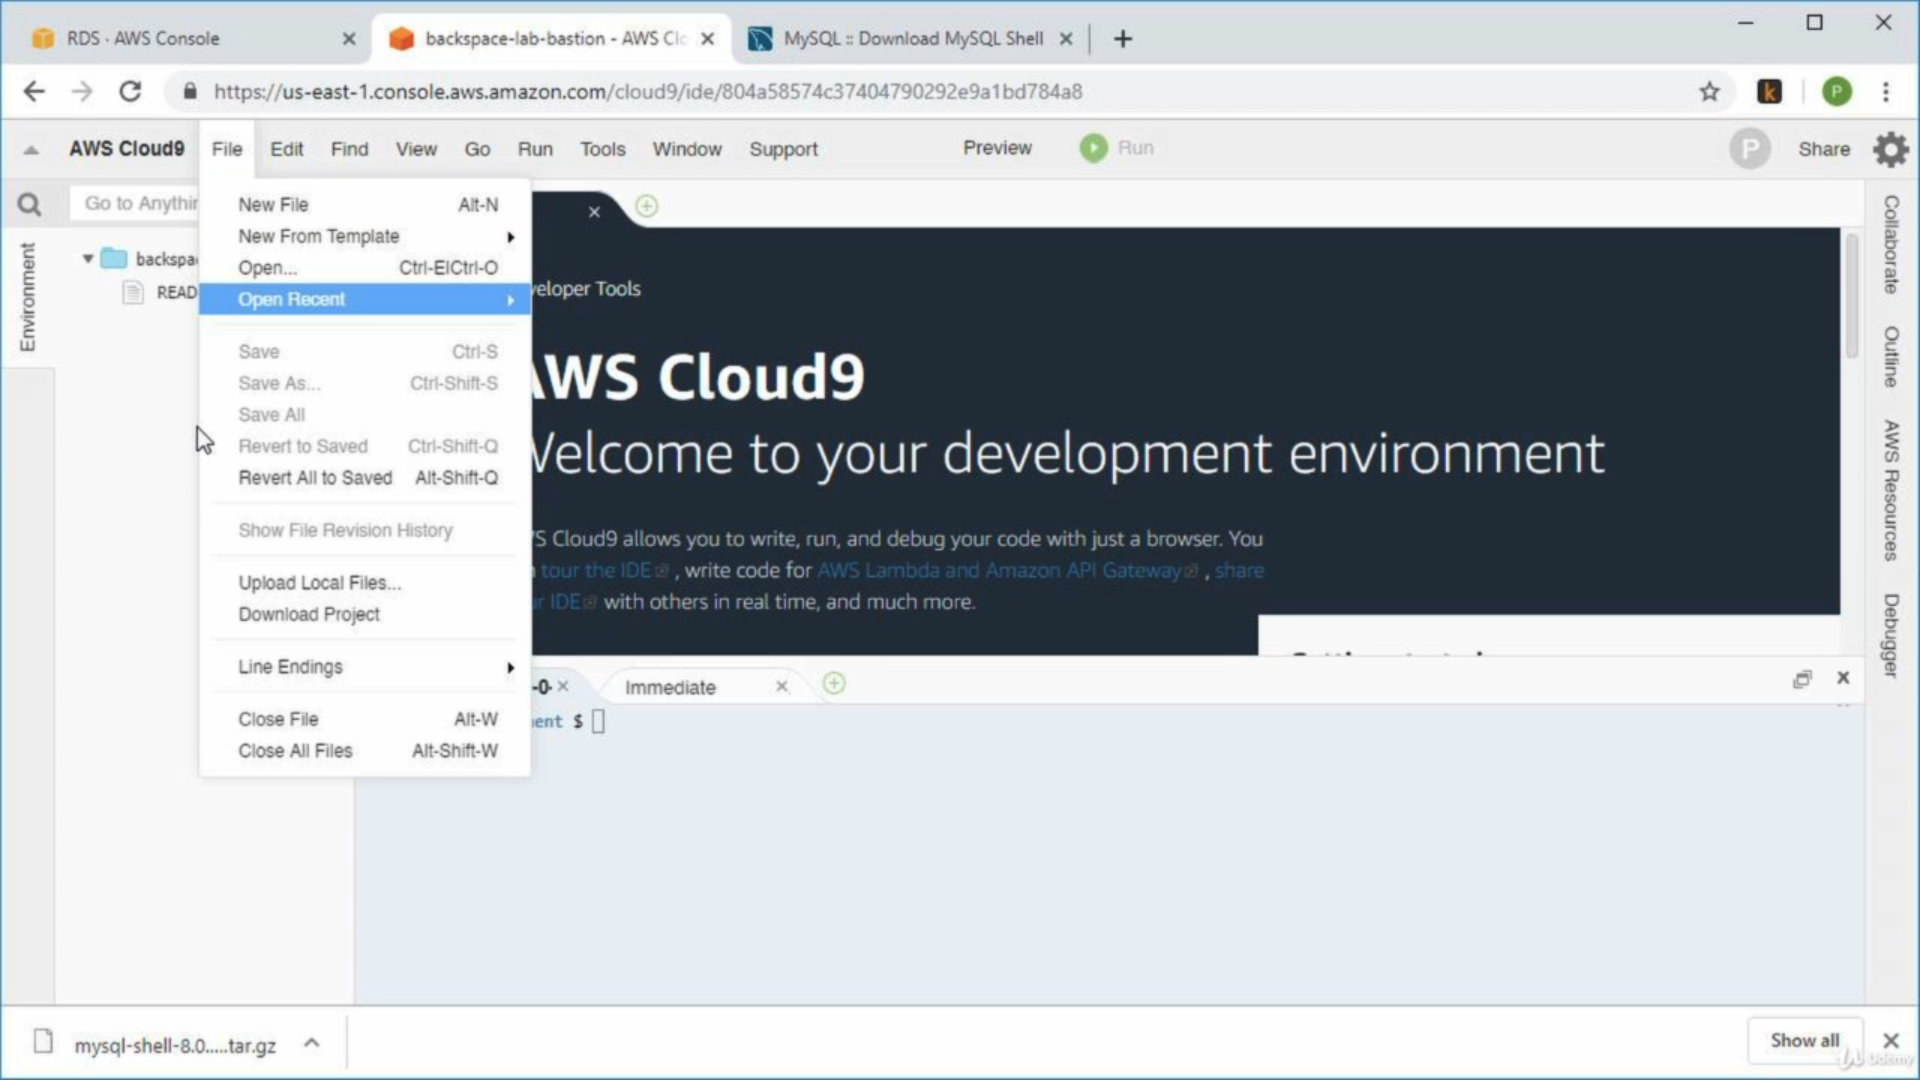 RDS · AWS Console
backspace-lab-bastion - AWS Clo
MySQL :: Download MySQL Shell
https://us-east-1.console.aws.amazon.com/cloud9/ide/804a58574c37404790292e9a1bd784a8
k
P
AWS Cloud9 File Edit Find View Go Run Tools Window Support Preview Run P Share
Go to Anythin
New File Alt-N
New From Template
Open... Ctrl-E|Ctrl-O
Open Recent
Save Ctrl-S
Save As... Ctrl-Shift-S
Save All
Revert to Saved Ctrl-Shift-Q
Revert All to Saved Alt-Shift-Q
Show File Revision History
Upload Local Files...
Download Project
Line Endings
Close File Alt-W
Close All Files Alt-Shift-W
Environment
backspa
READ
veloper Tools
AWS Cloud9
Welcome to your development environment
S Cloud9 allows you to write, run, and debug your code with just a browser. You
tour the IDE , write code for AWS Lambda and Amazon API Gateway , share
r IDE with others in real time, and much more.
-0-
Immediate
ent $
Collaborate
Outline
AWS Resources
Debugger
mysql-shell-8.0.....tar.gz
Show all
Udemy